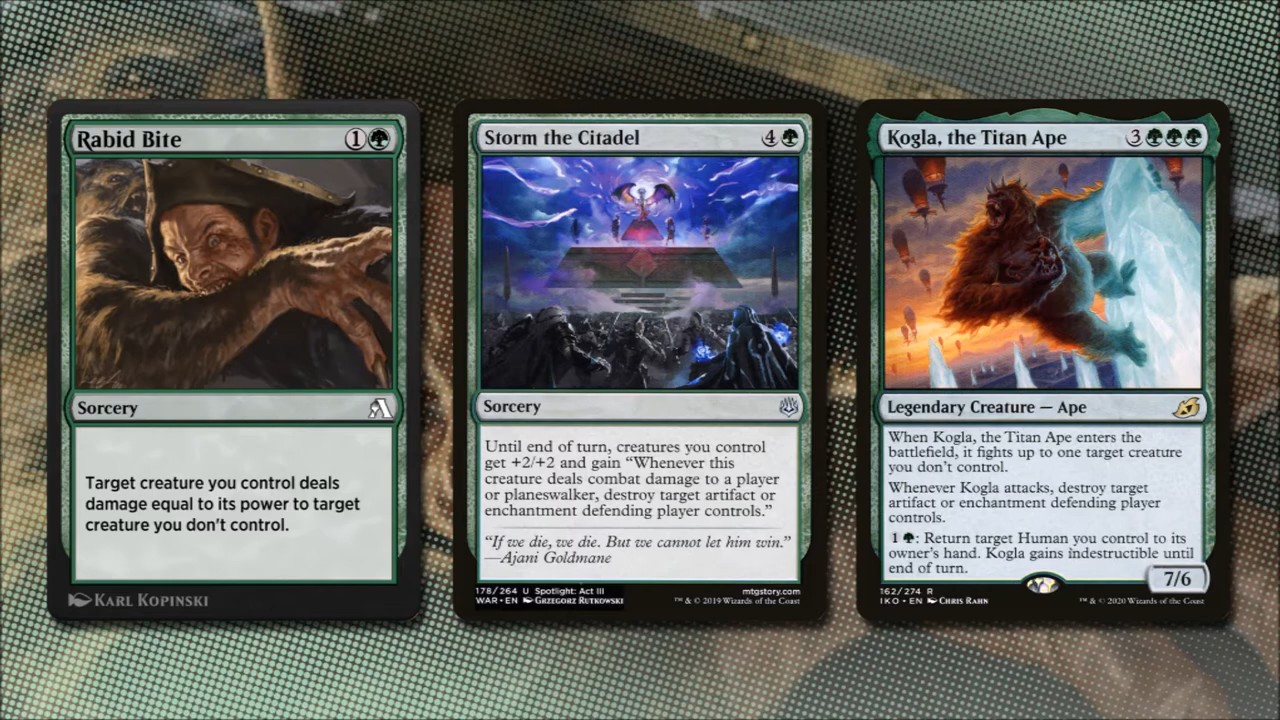 Rabid Bite 1
Sorcery
Target creature you control deals
damage equal to its power to target
creature you don't control.
KARL KOPINSKI
Storm the Citadel 4
Sorcery
Until end of turn, creatures you control
get +2/+2 and gain “Whenever this
creature deals combat damage to a player
or planeswalker, destroy target artifact or
enchantment defending player controls.”
“If we die, we die. But we cannot let him win.”
—Ajani Goldmane
178/264 U Spotlight: Act III mtgstory.com
WAR • EN GRZEGORZ RUTKOWSKI ™ & © 2019 Wizards of the Coast
Kogla, the Titan Ape 3
Legendary Creature — Ape
When Kogla, the Titan Ape enters the
battlefield, it fights up to one target creature
you don't control.
Whenever Kogla attacks, destroy target
artifact or enchantment defending player
controls.
1 : Return target Human you control to its
owner's hand. Kogla gains indestructible until
end of turn.
7/6
162/274 R
IKO • EN CHRIS RAHN ™ & © 2020 Wizards of the Coast